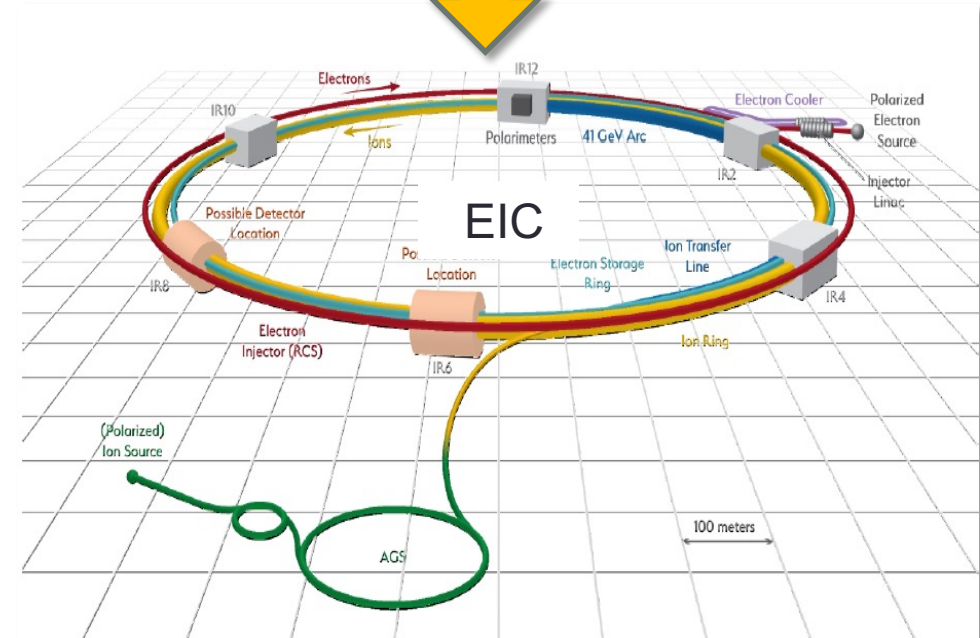 IR12
Electrons
IR10
Ions
Polarimeters
41 GeV Arc
Electron Cooler
Polarized
Electron
Source
IR2
Injector
Linac
Possible Detector
Location
EIC
Location
Electron Storage
Ring
Ion Transfer
Line
IR8
IR4
Electron
Injector (RCS)
IR6
Ion Ring
(Polarized)
Ion Source
AGS
100 meters